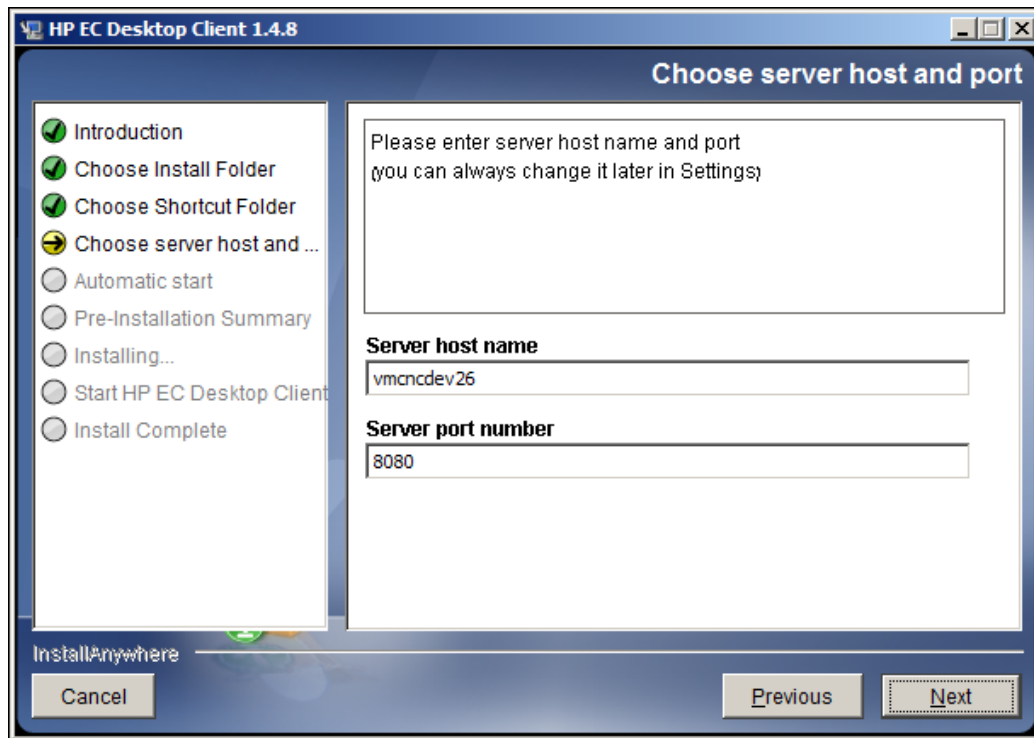 HP EC Desktop Client 1.4.8
Choose server host and port
Introduction
Choose Install Folder
Choose Shortcut Folder
Choose server host and ...
Automatic start
Pre-Installation Summary
Installing...
Start HP EC Desktop Client
Install Complete
Please enter server host name and port
(you can always change it later in Settings)
Server host name
vmcncdev26
Server port number
8080
InstallAnywhere
Cancel
Previous
Next